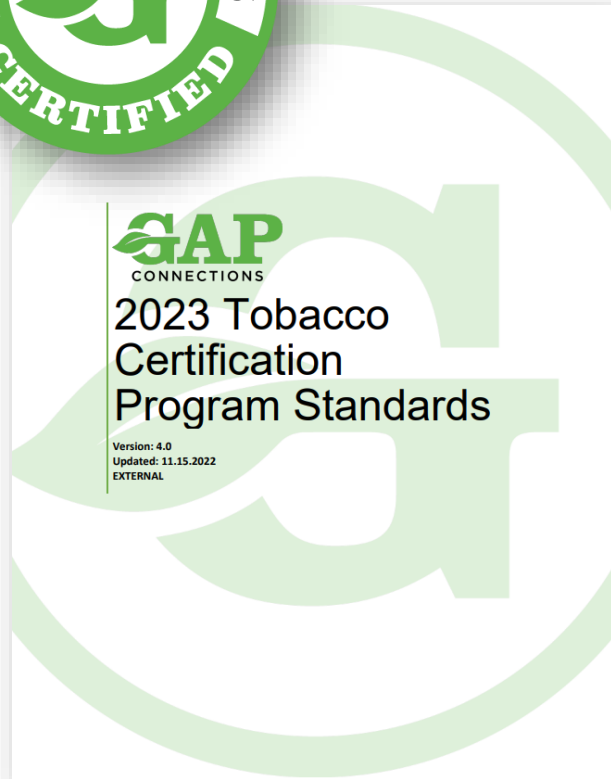 CERTIFIED
GAP
CONNECTIONS
2023 Tobacco
Certification
Program Standards
Version: 4.0
Updated: 11.15.2022
EXTERNAL